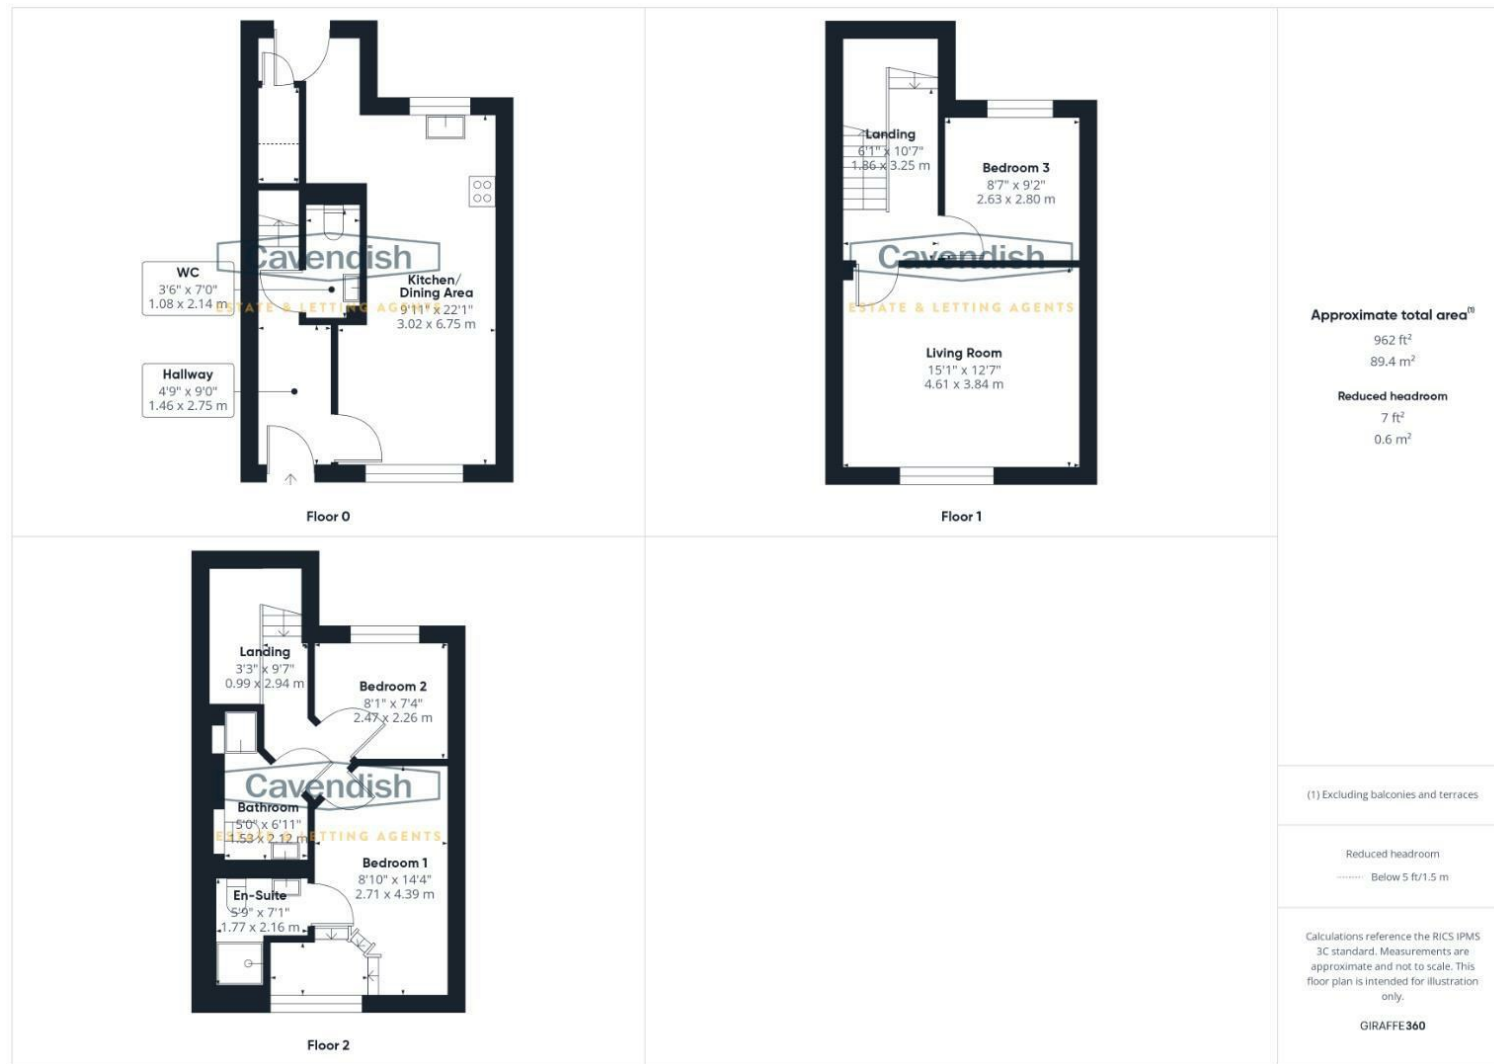 WC
3'6" x 7'0"
1.08 x 2.14 m
Hallway
4'9" x 9'0"
1.46 x 2.75 m
Kitchen/
Dining Area
9'11" x 22'1"
3.02 x 6.75 m
Cavendish
ESTATE & LETTING AGENTS
Floor 0
Landing
6'1" x 10'7"
1.86 x 3.25 m
Bedroom 3
8'7" x 9'2"
2.63 x 2.80 m
Cavendish
ESTATE & LETTING AGENTS
Living Room
15'1" x 12'7"
4.61 x 3.84 m
Floor 1
Landing
3'3" x 9'7"
0.99 x 2.94 m
Bedroom 2
8'1" x 7'4"
2.47 x 2.26 m
Cavendish
ESTATE & LETTING AGENTS
Bathroom
5'0" x 6'11"
1.53 x 2.12 m
Bedroom 1
8'10" x 14'4"
2.71 x 4.39 m
En-Suite
5'9" x 7'1"
1.77 x 2.16 m
Floor 2
Approximate total area(1)
962 ft²
89.4 m²
Reduced headroom
7 ft²
0.6 m²
(1) Excluding balconies and terraces
Reduced headroom
Below 5 ft/1.5 m
Calculations reference the RICS IPMS
3C standard. Measurements are
approximate and not to scale. This
floor plan is intended for illustration
only.
GIRAFFE360